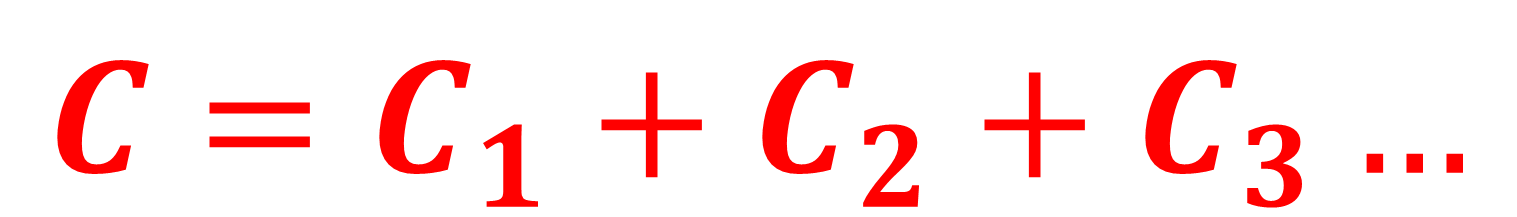 C = C₁ + C₂ + C₃ ...